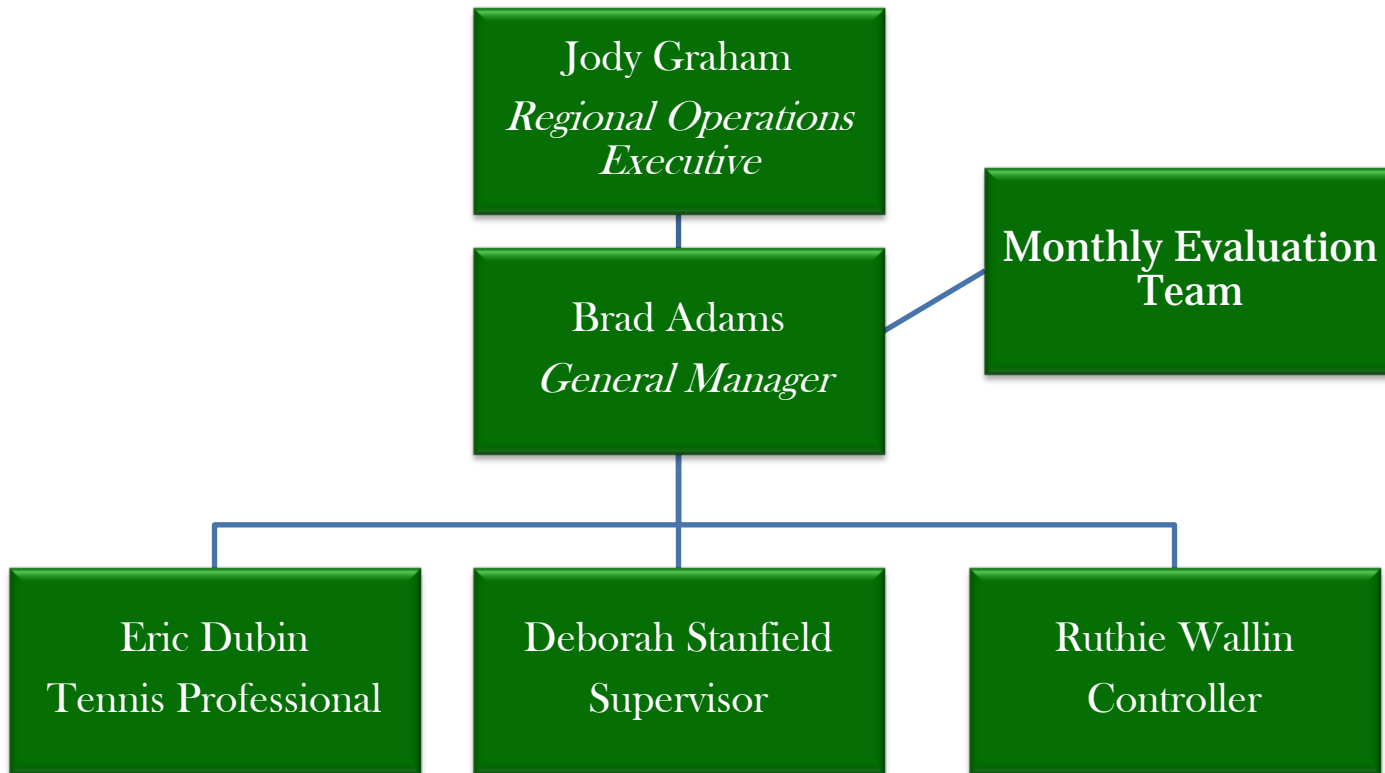 Jody Graham
Regional Operations
Executive
Monthly Evaluation
Team
Brad Adams
General Manager
Eric Dubin
Tennis Professional
Deborah Stanfield
Supervisor
Ruthie Wallin
Controller